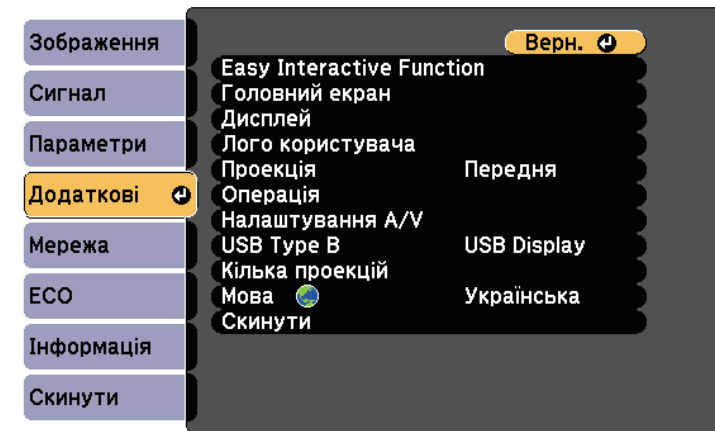 Зображення
Сигнал
Параметри
Додаткові
Мережа
ECO
Інформація
Скинути
Верн.
Easy Interactive Function
Головний екран
Дисплей
Лого користувача
Проекція Передня
Операція
Налаштування A/V
USB Type B USB Display
Кілька проекцій
Мова Українська
Скинути